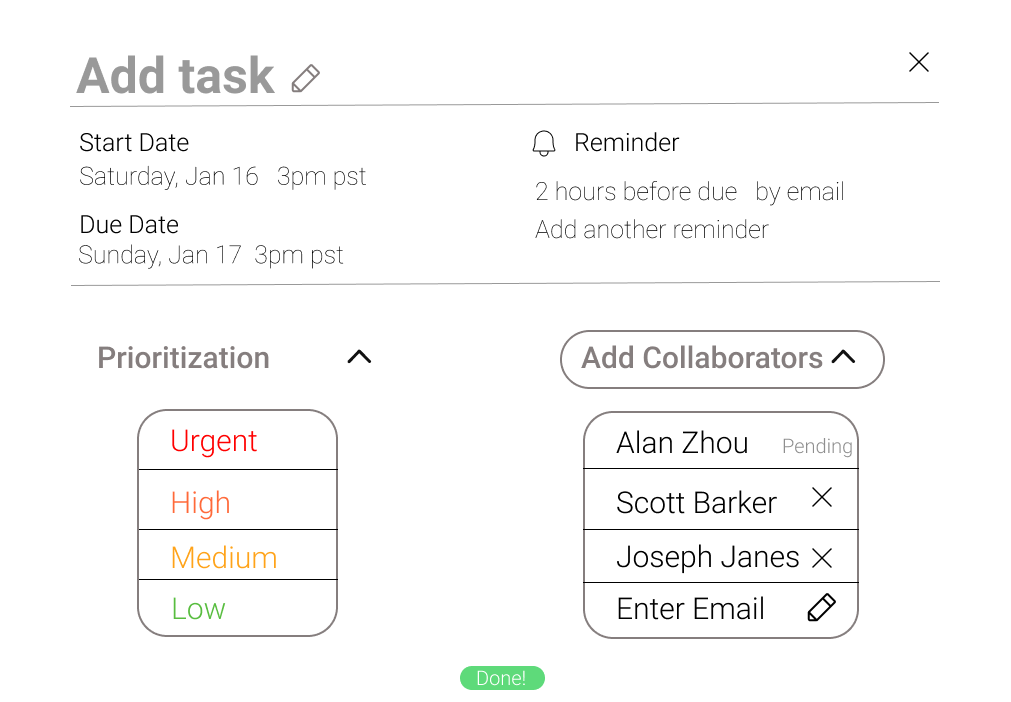 Add task
Start Date
Saturday, Jan 16 3pm pst
Due Date
Sunday, Jan 17 3pm pst
Reminder
2 hours before due by email
Add another reminder
Prioritization
Urgent
High
Medium
Low
Add Collaborators
Alan Zhou Pending
Scott Barker
Joseph Janes
Enter Email
Done!